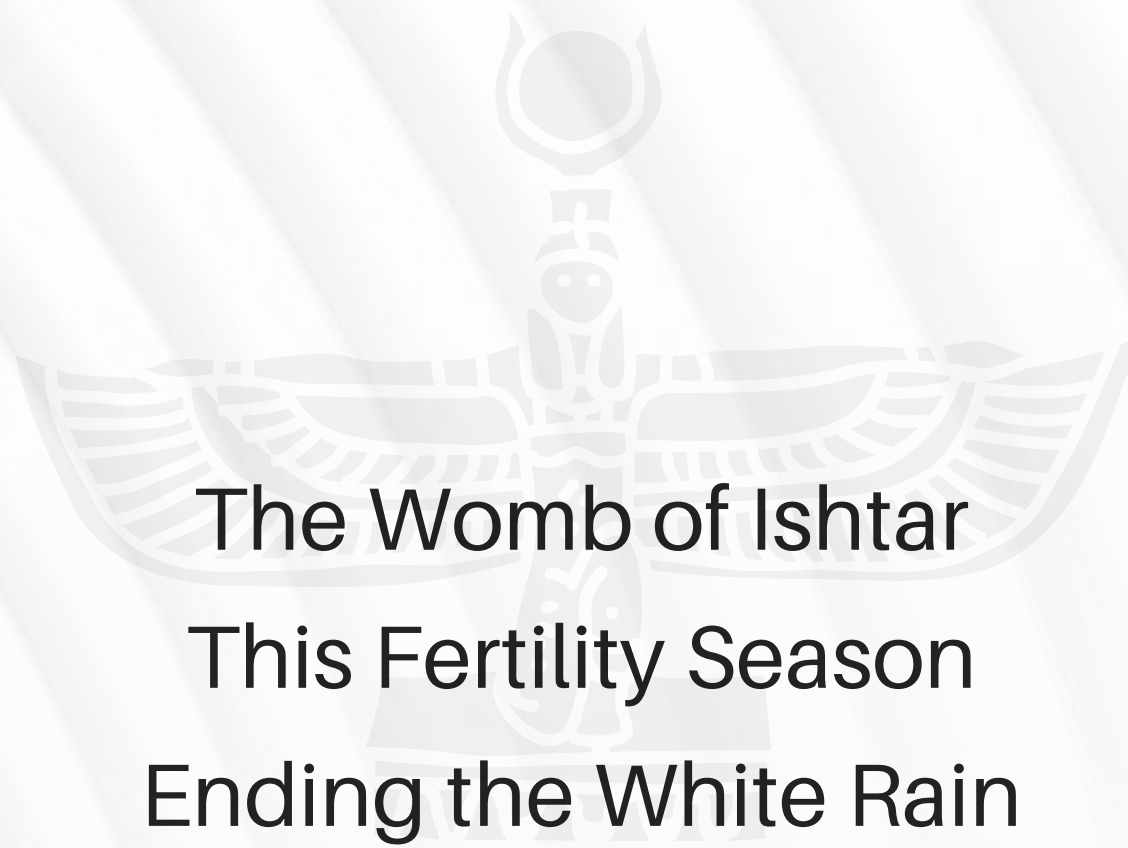 The Womb of Ishtar
This Fertility Season
Ending the White Rain